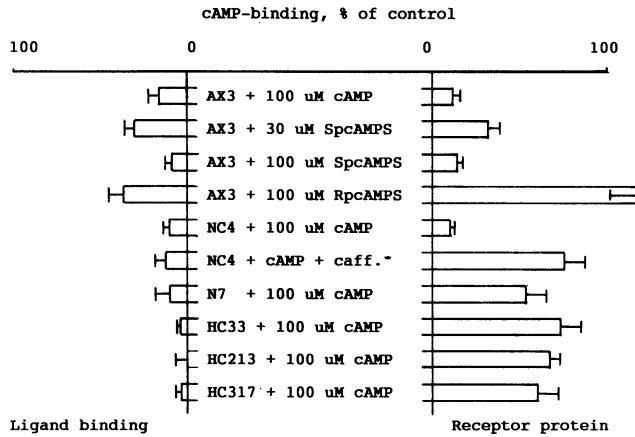 cAMP-binding, % of control
100 0 0 100
AX3 + 100 uM cAMP
AX3 + 30 uM SpcAMPS
AX3 + 100 uM SpcAMPS
AX3 + 100 uM RpcAMPS
NC4 + 100 uM cAMP
NC4 + cAMP + caff.~
N7 + 100 uM cAMP
HC33 + 100 uM cAMP
HC213 + 100 uM cAMP
HC317 + 100 uM cAMP
Ligand binding Receptor protein